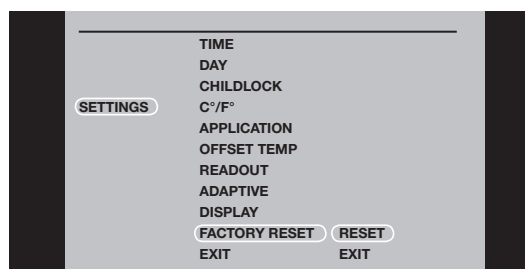 TIME
DAY
CHILDLOCK
SETTINGS C°/F°
APPLICATION
OFFSET TEMP
READOUT
ADAPTIVE
DISPLAY
FACTORY RESET RESET
EXIT EXIT